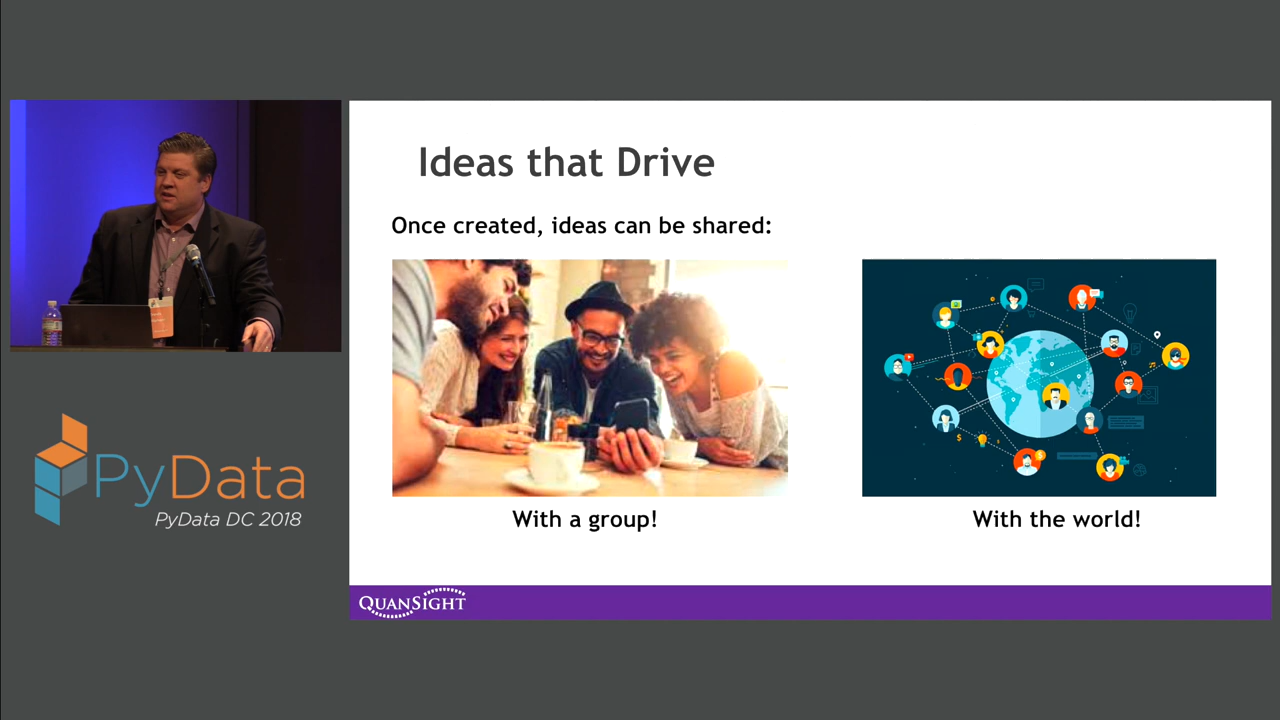 Ideas that Drive
Once created, ideas can be shared:
With a group!
With the world!
QUANSIGHT
PyData
PyData DC 2018